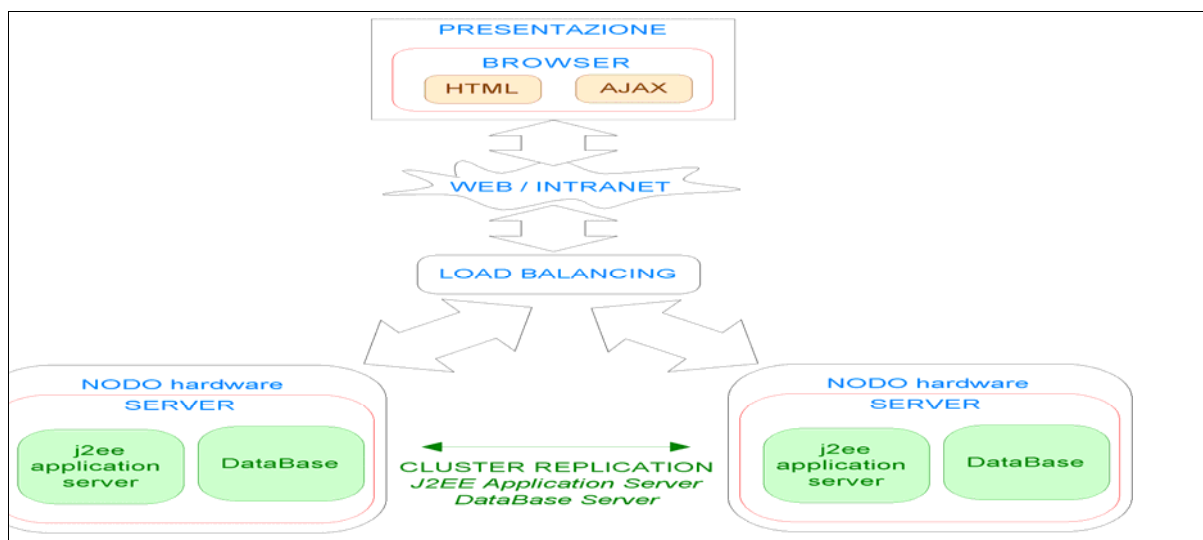 PRESENTAZIONE
BROWSER
HTML
AJAX
WEB / INTRANET
LOAD BALANCING
NODO hardware
SERVER
j2ee
application
server
DataBase
CLUSTER REPLICATION
J2EE Application Server
DataBase Server
NODO hardware
SERVER
j2ee
application
server
DataBase